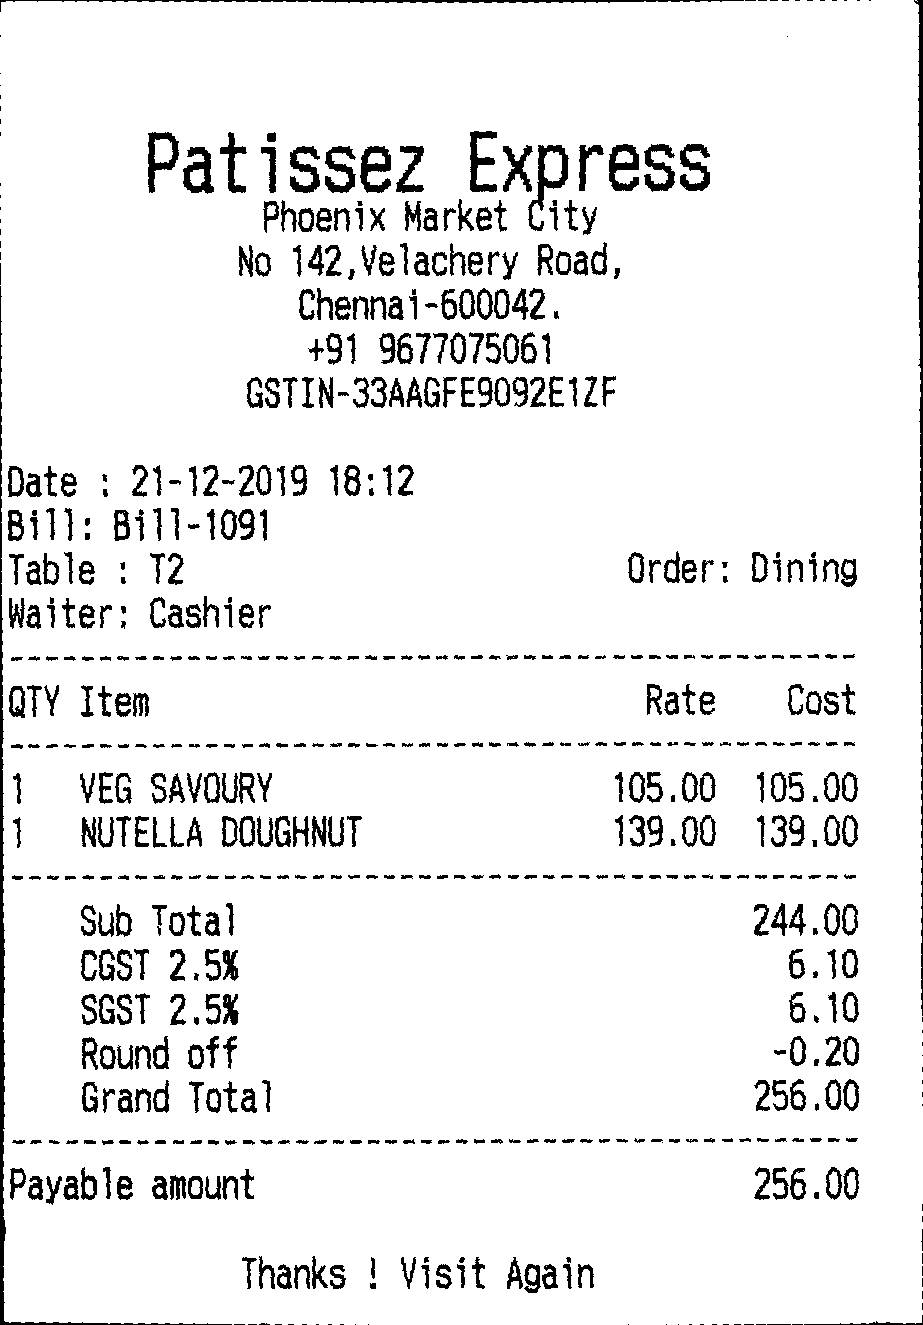 Patissez Express
Phoenix Market City
No 142,Velachery Road,
Chennai-600042.
+91 9677075061
GSTIN-33AAGFE9092E1ZF
Date : 21-12-2019 18:12
Bill: Bill-1091
Table : T2 Order: Dining
Waiter: Cashier
QTY Item Rate Cost
1 VEG SAVOURY 105.00 105.00
1 NUTELLA DOUGHNUT 139.00 139.00
Sub Total 244.00
CGST 2.5% 6.10
SGST 2.5% 6.10
Round off -0.20
Grand Total 256.00
Payable amount 256.00
Thanks ! Visit Again